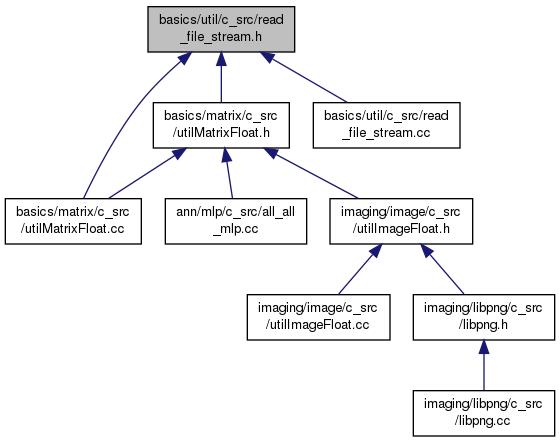 basics/util/c_src/read
_file_stream.h
basics/matrix/c_src
/utilMatrixFloat.h
basics/util/c_src/read
_file_stream.cc
basics/matrix/c_src
/utilMatrixFloat.cc
ann/mlp/c_src/all_all
_mlp.cc
imaging/image/c_src
/utilImageFloat.h
imaging/image/c_src
/utilImageFloat.cc
imaging/libpng/c_src
/libpng.h
imaging/libpng/c_src
/libpng.cc